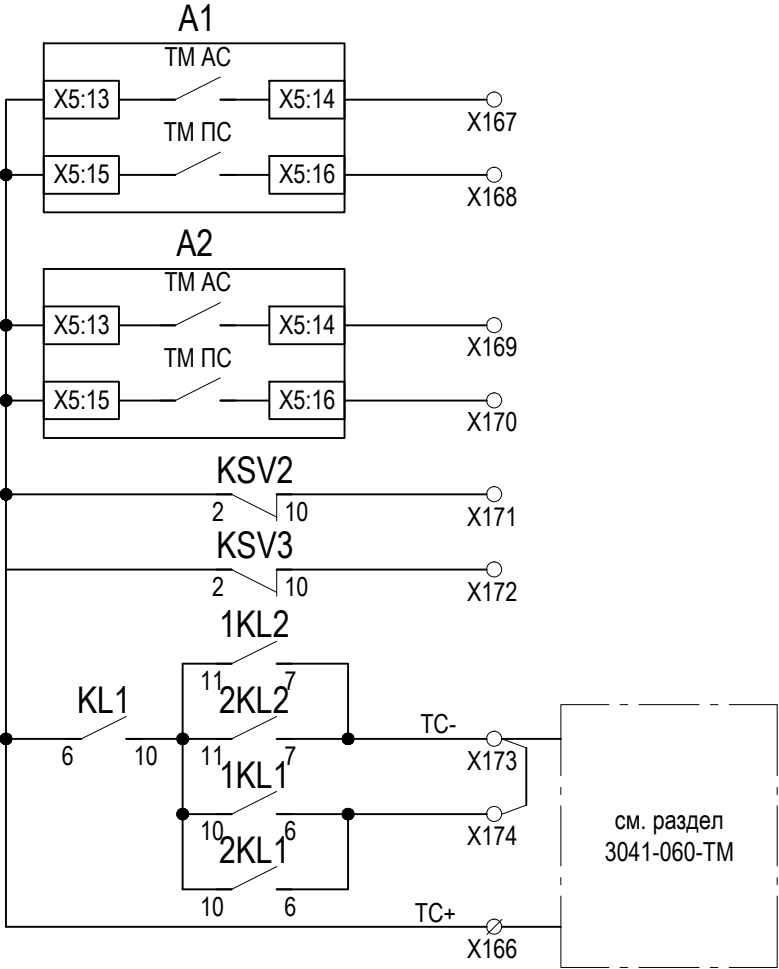 A1
ТМ АС
X5:13
X5:14
X167
ТМ ПС
X5:15
X5:16
X168
A2
ТМ АС
X5:13
X5:14
X169
ТМ ПС
X5:15
X5:16
X170
KSV2
2
10
X171
KSV3
2
10
X172
1KL2
11
7
KL1
6
10
2KL2
11
7
ТС-
X173
1KL1
10
6
X174
2KL1
10
6
ТС+
X166
см. раздел
3041-060-ТМ